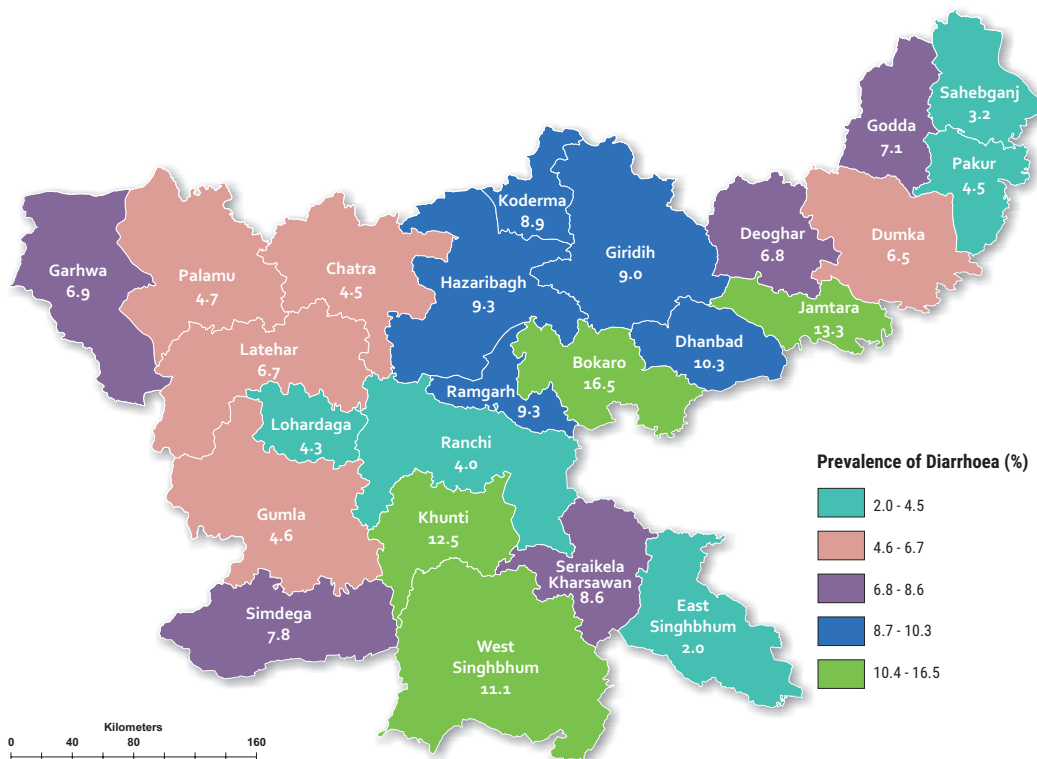 Sahebganj
3.2
Godda
7.1
Pakur
4.5
Koderma
8.9
Deoghar
6.8
Dumka
6.5
Garhwa
6.9
Palamu
4.7
Chatra
4.5
Hazaribagh
9.3
Giridih
9.0
Jamtara
13.3
Latehar
6.7
Dhanbad
10.3
Bokaro
16.5
Ramgarh
9.3
Lohardaga
4.3
Ranchi
4.0
Gumla
4.6
Khunti
12.5
Seraikela
Kharsawan
8.6
Simdega
7.8
East
Singhbhum
2.0
West
Singhbhum
11.1
Prevalence of Diarrhoea (%)
2.0 - 4.5
4.6 - 6.7
6.8 - 8.6
8.7 - 10.3
10.4 - 16.5
Kilometers
0 40 80 160